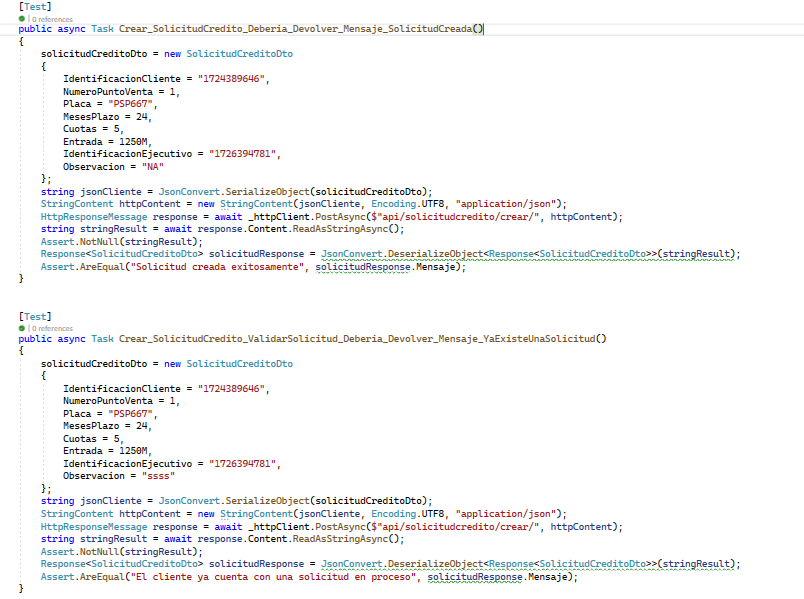 [Test]
| 0 references
public async Task Crear_SolicitudCredito_Deberia_Devolver_Mensaje_SolicitudCreada()
{
solicitudCreditoDto = new SolicitudCreditoDto
{
IdentificacionCliente = "1724389646",
NumeroPuntoVenta = 1,
Placa = "PSP667",
MesesPlazo = 24,
Cuotas = 5,
Entrada = 1250M,
IdentificacionEjecutivo = "1726394781",
Observacion = "NA"
};
string jsonCliente = JsonConvert.SerializeObject(solicitudCreditoDto);
StringContent httpContent = new StringContent(jsonCliente, Encoding.UTF8, "application/json");
HttpResponseMessage response = await _httpClient.PostAsync($"api/solicitudcredito/crear/", httpContent);
string stringResult = await response.Content.ReadAsStringAsync();
Assert.NotNull(stringResult);
Response<SolicitudCreditoDto> solicitudResponse = JsonConvert.DeserializeObject<Response<SolicitudCreditoDto>>(stringResult);
Assert.AreEqual("Solicitud creada exitosamente", solicitudResponse.Mensaje);
}
[Test]
| 0 references
public async Task Crear_SolicitudCredito_ValidarSolicitud_Deberia_Devolver_Mensaje_YaExisteUnaSolicitud()
{
solicitudCreditoDto = new SolicitudCreditoDto
{
IdentificacionCliente = "1724389646",
NumeroPuntoVenta = 1,
Placa = "PSP667",
MesesPlazo = 24,
Cuotas = 5,
Entrada = 1250M,
IdentificacionEjecutivo = "1726394781",
Observacion = "ssss"
};
string jsonCliente = JsonConvert.SerializeObject(solicitudCreditoDto);
StringContent httpContent = new StringContent(jsonCliente, Encoding.UTF8, "application/json");
HttpResponseMessage response = await _httpClient.PostAsync($"api/solicitudcredito/crear/", httpContent);
string stringResult = await response.Content.ReadAsStringAsync();
Assert.NotNull(stringResult);
Response<SolicitudCreditoDto> solicitudResponse = JsonConvert.DeserializeObject<Response<SolicitudCreditoDto>>(stringResult);
Assert.AreEqual("El cliente ya cuenta con una solicitud en proceso", solicitudResponse.Mensaje);
}